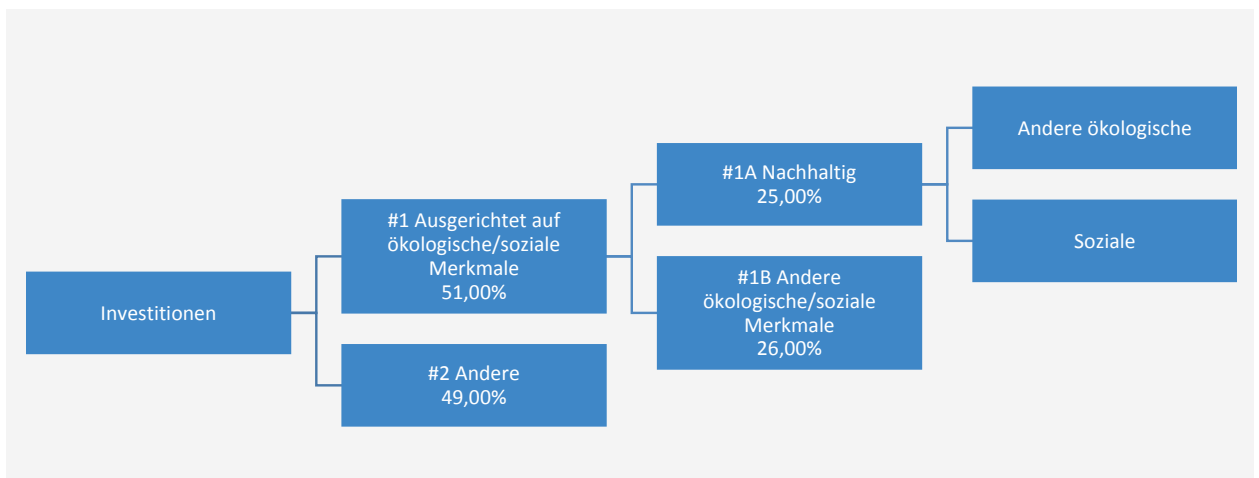 Investitionen
#1 Ausgerichtet auf
ökologische/soziale
Merkmale
51,00%
#2 Andere
49,00%
#1A Nachhaltig
25,00%
#1B Andere
ökologische/soziale
Merkmale
26,00%
Andere ökologische
Soziale